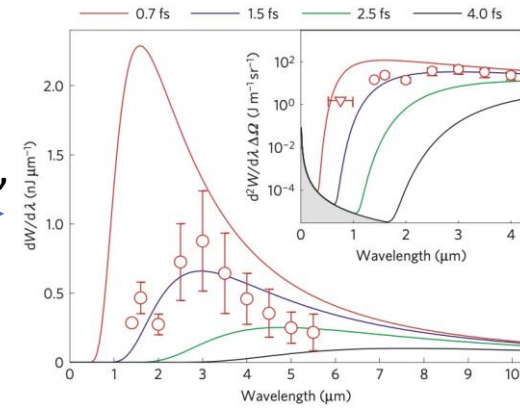 0.7 fs 1.5 fs 2.5 fs 4.0 fs
dW/dλ (nJ μm⁻¹)
2.0
1.5
1.0
0.5
0
0 1 2 3 4 5 6 7 8 9 10
Wavelength (μm)
d²W/dλ ΔΩ (J m⁻¹ sr⁻¹)
10²
10⁰
10⁻²
10⁻⁴
0 1 2 3 4
Wavelength (μm)